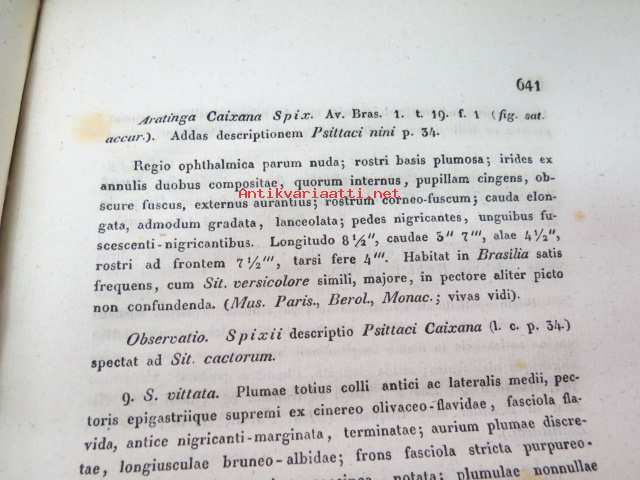 641
Aratinga Caixana Spix. Av. Bras. 1. t. 19. f. 1 (fig. sat.
accur.). Addas descriptionem Psittaci nini p. 34.
Regio ophthalmica parum nuda; rostri basis plumosa; irides ex
annulis duobus compositae, quorum internus, pupillam cingens, ob-
Antikvariaatti.net
scure fuscus, externus aurantius; rostrum corneo-fuscum; cauda elon-
gata, admodum gradata, lanceolata; pedes nigricantes, unguibus fu-
scescenti-nigricantibus. Longitudo 8½″, caudae 3″ 7‴, alae 4½″,
rostri ad frontem 7½‴, tarsi fere 4‴. Habitat in Brasilia satis
frequens, cum Sit. versicolore simili, majore, in pectore aliter picto
non confundenda. (Mus. Paris., Berol., Monac.; vivas vidi).
Observatio. Spixii descriptio Psittaci Caixana (l. c. p. 34.)
spectat ad Sit. cactorum.
9. S. vittata. Plumae totius colli antici ac lateralis medii, pec-
toris epigastriique supremi ex cinereo olivaceo-flavidae, fasciola fla-
vida, antice nigricanti-marginata, terminatae; aurium plumae discre-
tae, longiusculae bruneo-albidae; frons fasciola stricta purpureo-
notata; plumulae nonnullae